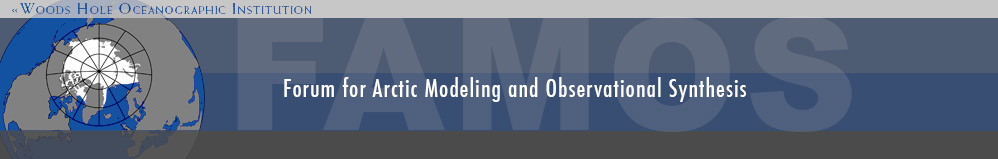 « Woods Hole Oceanographic Institution
FAMOS
Forum for Arctic Modeling and Observational Synthesis